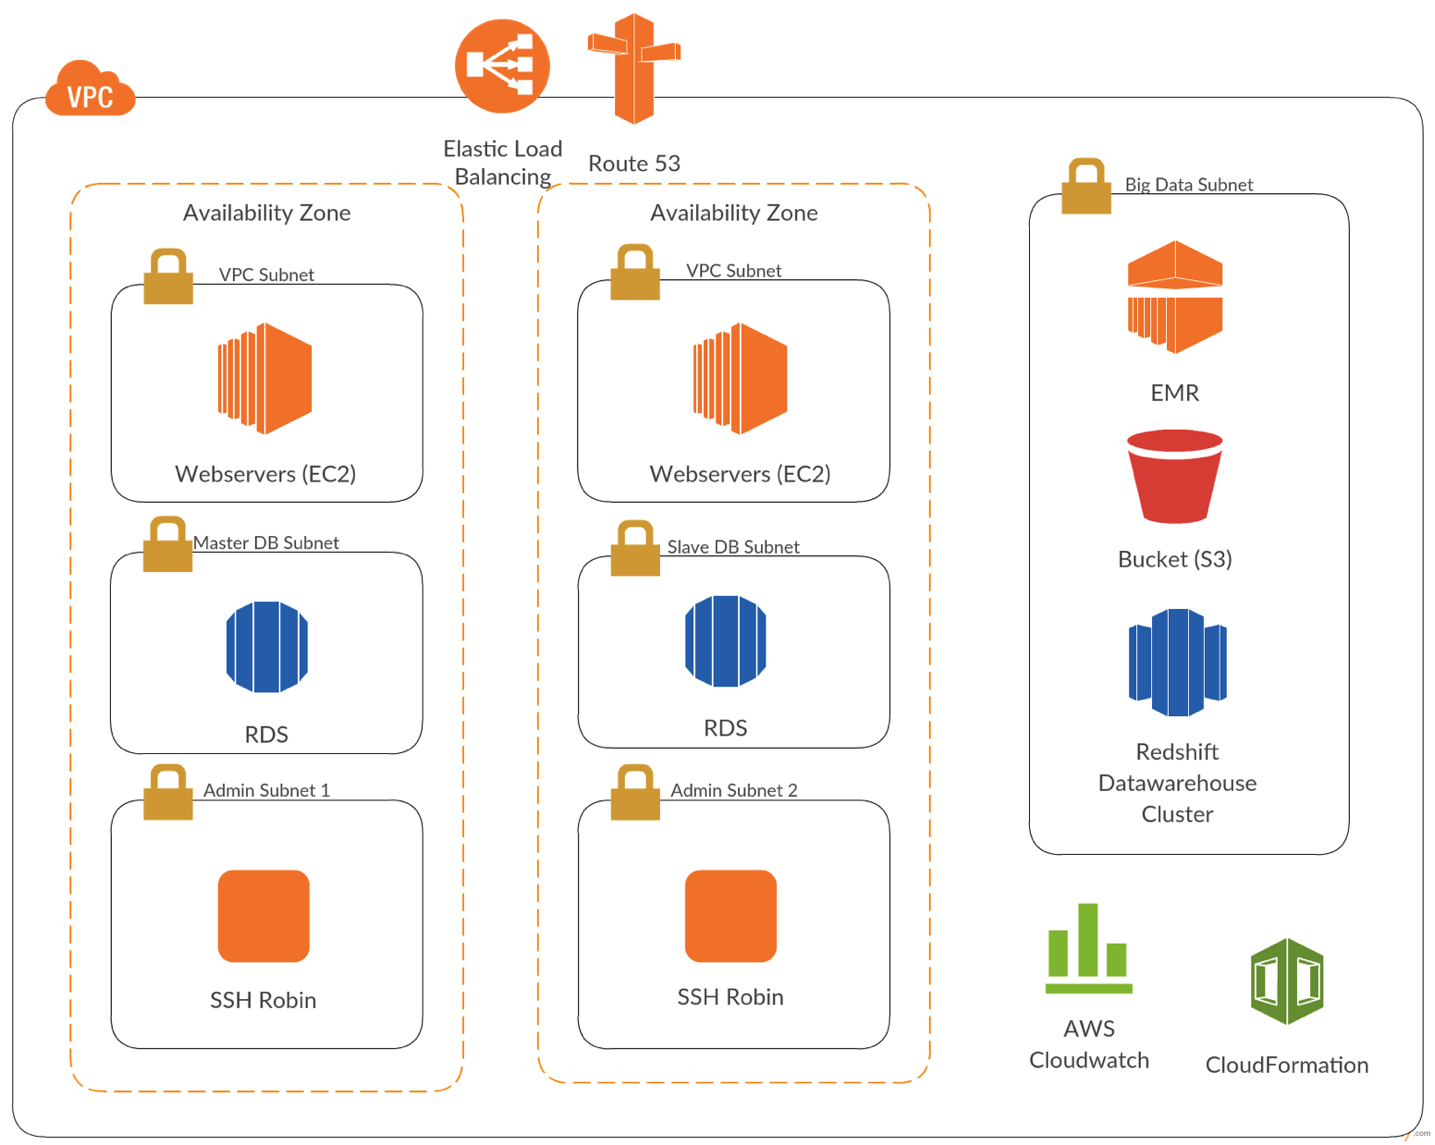 VPC
Elastic Load
Balancing
Route 53
Availability Zone
VPC Subnet
Webservers (EC2)
Master DB Subnet
RDS
Admin Subnet 1
SSH Robin
Availability Zone
VPC Subnet
Webservers (EC2)
Slave DB Subnet
RDS
Admin Subnet 2
SSH Robin
Big Data Subnet
EMR
Bucket (S3)
Redshift
Datawarehouse
Cluster
AWS
Cloudwatch
CloudFormation
.com